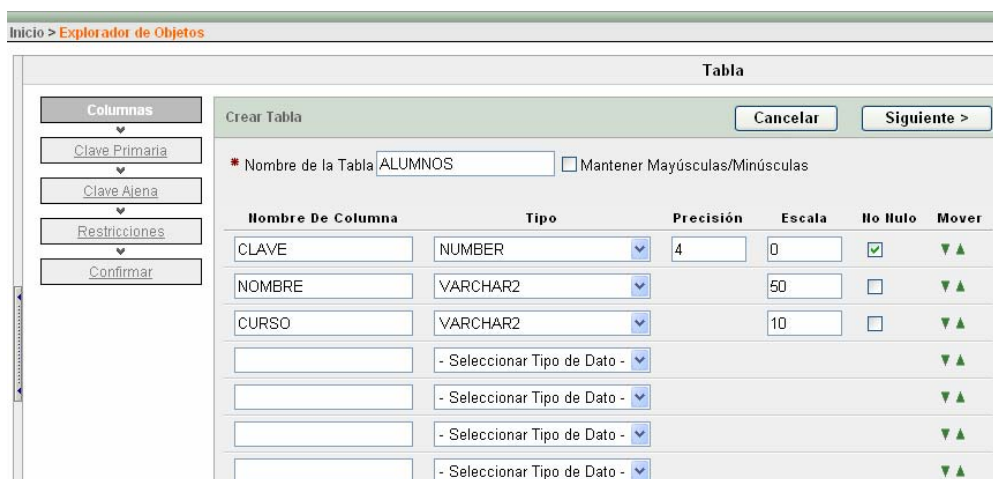 Inicio > Explorador de Objetos
Tabla
Columnas
Clave Primaria
Clave Ajena
Restricciones
Confirmar
Crear Tabla Cancelar Siguiente >
* Nombre de la Tabla ALUMNOS Mantener Mayúsculas/Minúsculas
Nombre De Columna Tipo Precisión Escala No Nulo Mover
CLAVE NUMBER 4 0
NOMBRE VARCHAR2 50
CURSO VARCHAR2 10
- Seleccionar Tipo de Dato -
- Seleccionar Tipo de Dato -
- Seleccionar Tipo de Dato -
- Seleccionar Tipo de Dato -